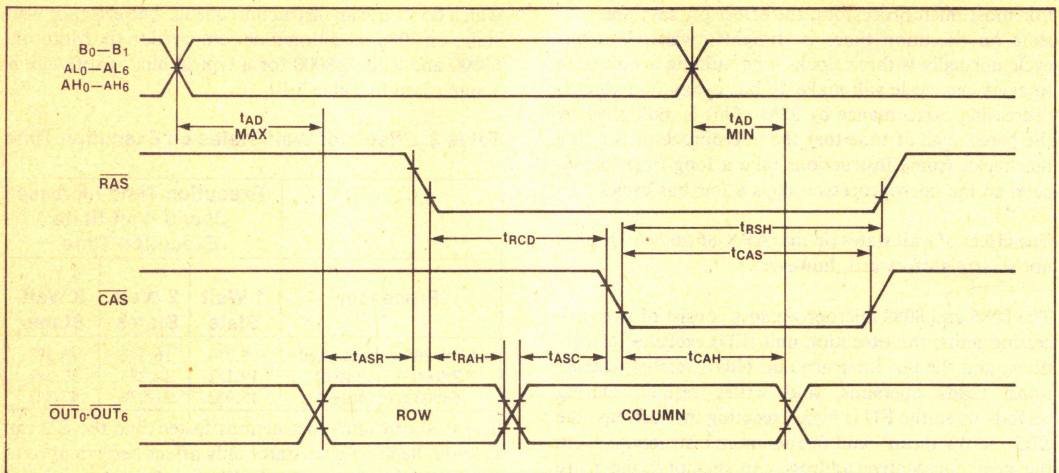 B₀–B₁
AL₀–AL₆
AH₀–AH₆
tAD
MAX
tAD
MIN
RAS
tRCD
tRSH
tCAS
CAS
tASR
tRAH
tASC
tCAH
OUT₀-OUT₆
ROW
COLUMN